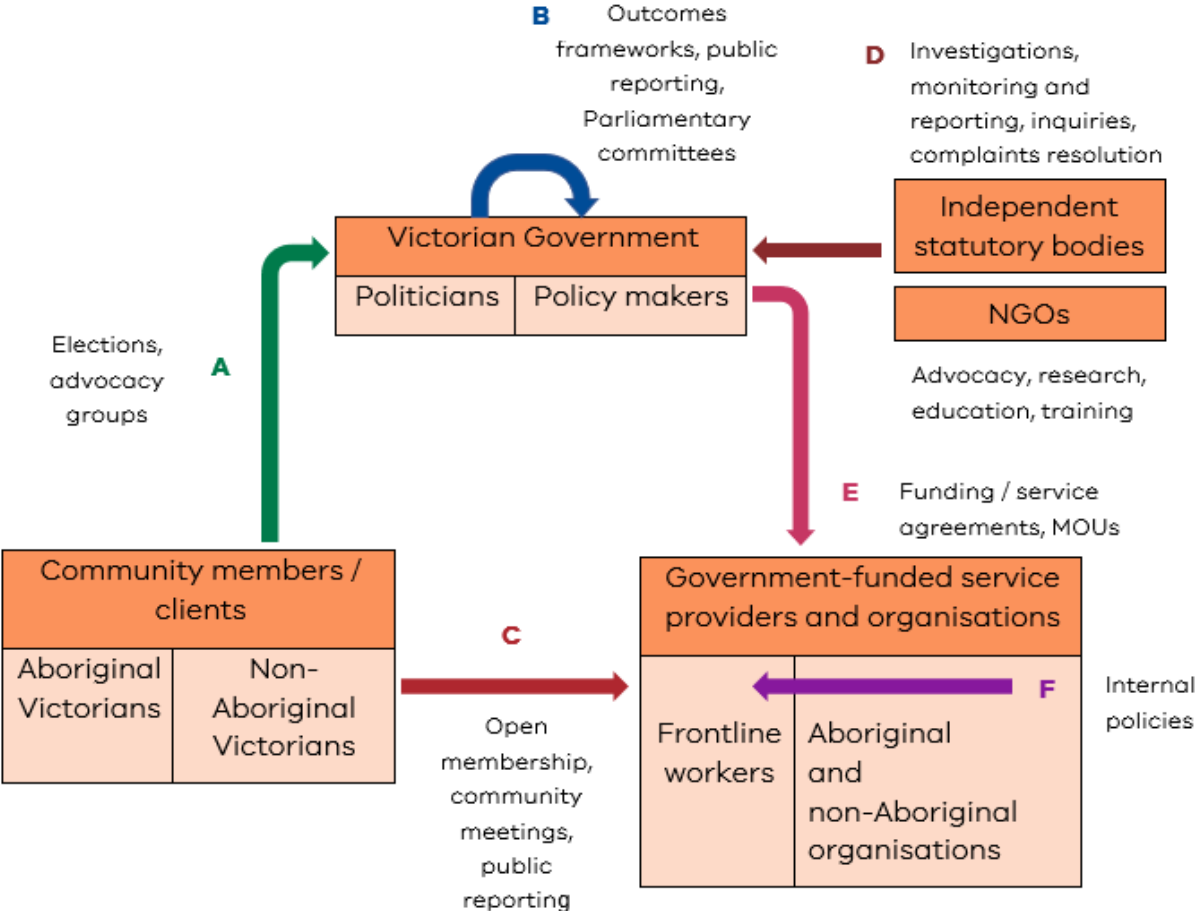 B
Outcomes
frameworks, public
reporting,
Parliamentary
committees
D
Investigations,
monitoring and
reporting, inquiries,
complaints resolution
Independent
statutory bodies
NGOs
Advocacy, research,
education, training
Victorian Government
Politicians
Policy makers
Elections,
advocacy
groups
A
E
Funding / service
agreements, MOUs
Community members /
clients
Aboriginal
Victorians
Non-
Aboriginal
Victorians
C
Open
membership,
community
meetings,
public
reporting
Government-funded service
providers and organisations
Frontline
workers
Aboriginal
and
non-Aboriginal
organisations
F
Internal
policies